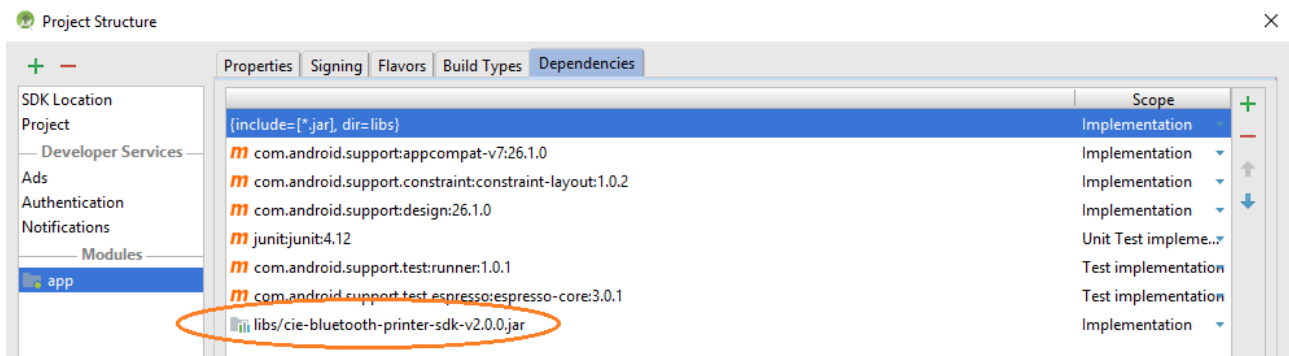 Project Structure
Properties Signing Flavors Build Types Dependencies
SDK Location
Project
Developer Services
Ads
Authentication
Notifications
Modules
app
Scope
{include=[*.jar], dir=libs} Implementation
m com.android.support:appcompat-v7:26.1.0 Implementation
m com.android.support.constraint:constraint-layout:1.0.2 Implementation
m com.android.support:design:26.1.0 Implementation
m junit:junit:4.12 Unit Test impleme...
m com.android.support.test:runner:1.0.1 Test implementation
m com.android.support.test.espresso:espresso-core:3.0.1 Test implementation
libs/cie-bluetooth-printer-sdk-v2.0.0.jar Implementation